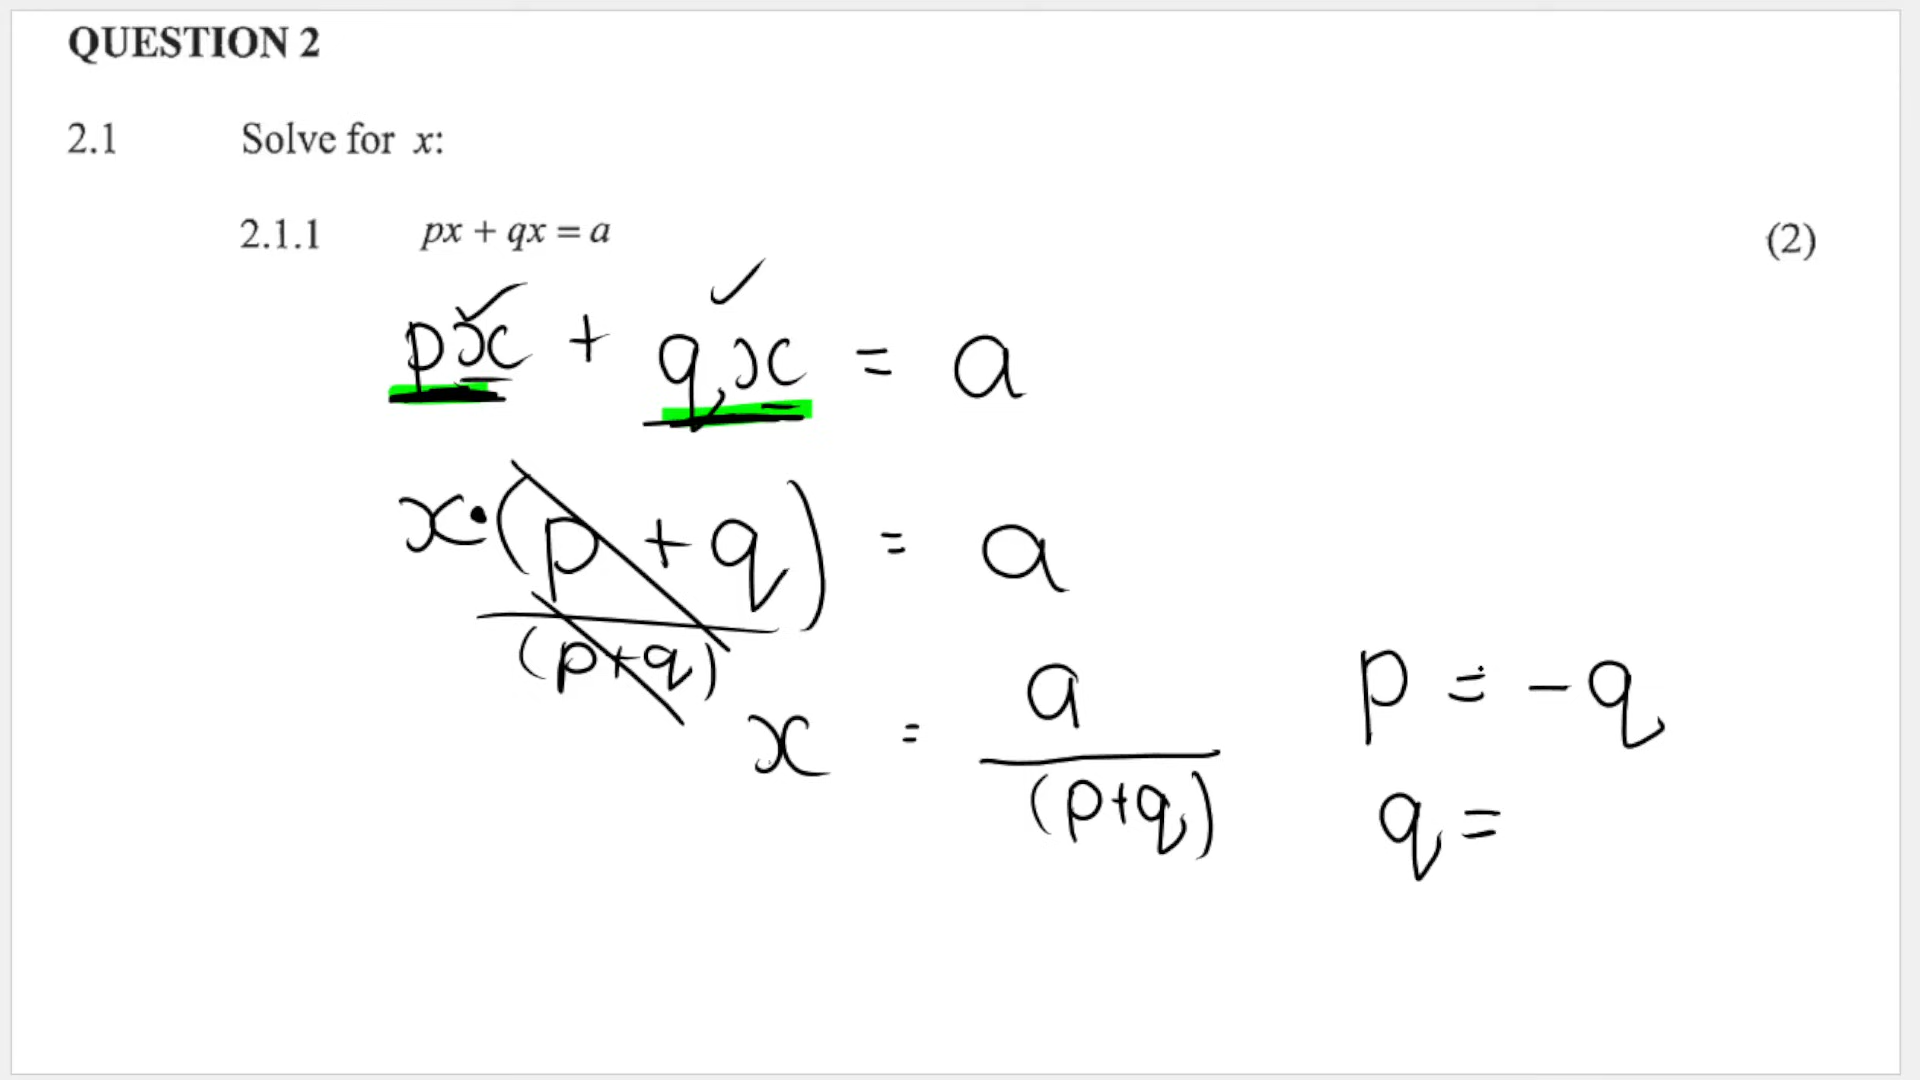 QUESTION 2
2.1 Solve for x:
2.1.1 px + qx = a (2)
px + qx = a
x·(p + q) = a
(p+q)
x = a
(p+q)
p = -q
q =